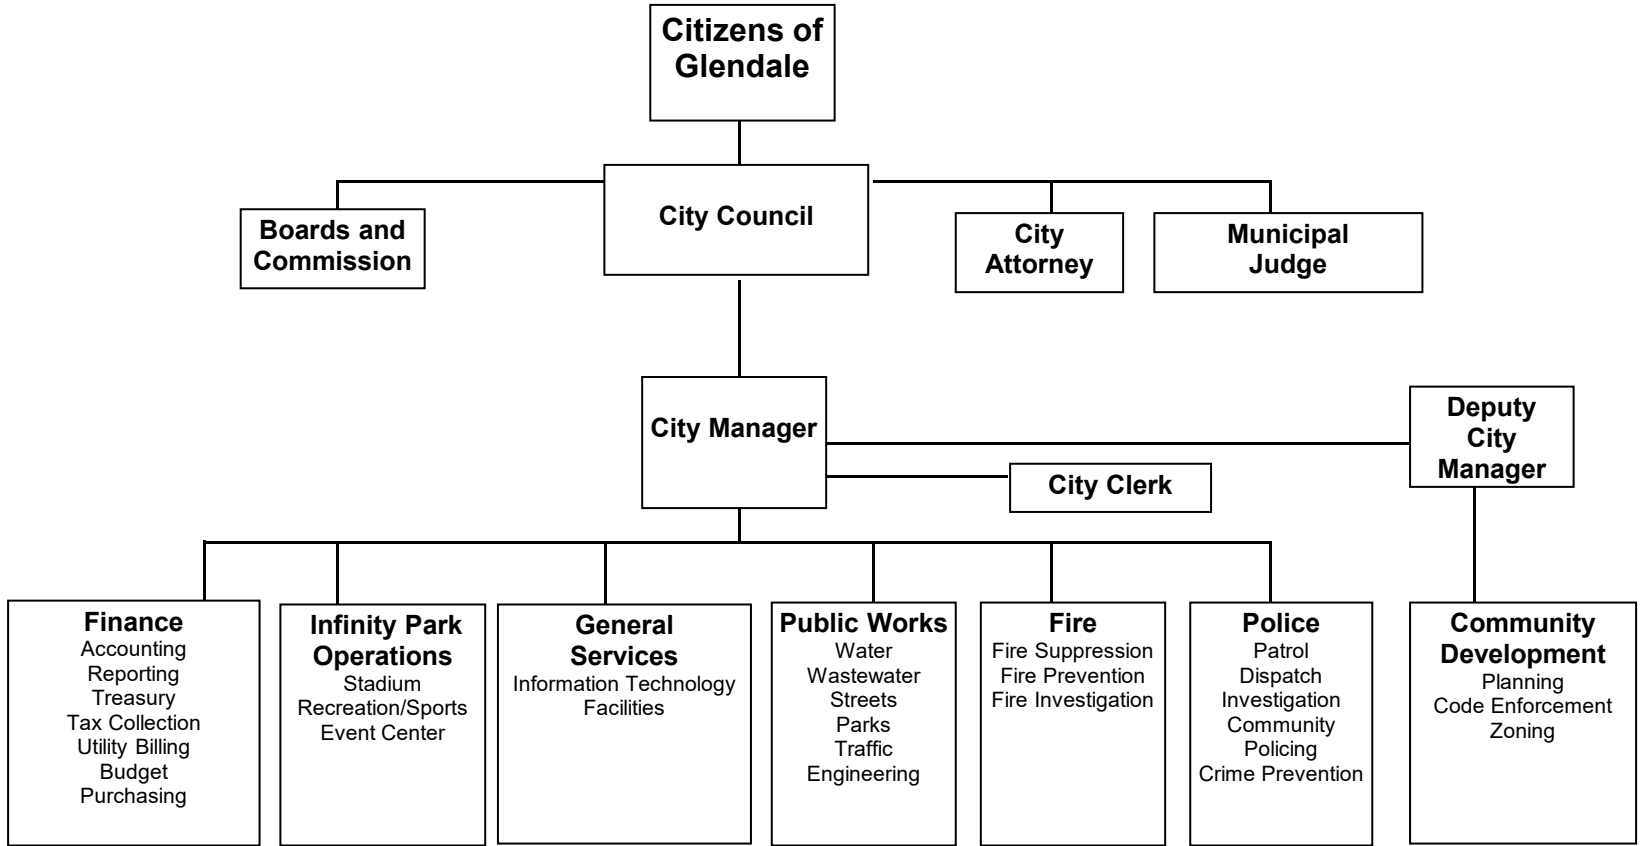 Citizens of
Glendale
City Council
Boards and
Commission
City
Attorney
Municipal
Judge
City Manager
Deputy
City
Manager
City Clerk
Finance
Accounting
Reporting
Treasury
Tax Collection
Utility Billing
Budget
Purchasing
Infinity Park
Operations
Stadium
Recreation/Sports
Event Center
General
Services
Information Technology
Facilities
Public Works
Water
Wastewater
Streets
Parks
Traffic
Engineering
Fire
Fire Suppression
Fire Prevention
Fire Investigation
Police
Patrol
Dispatch
Investigation
Community
Policing
Crime Prevention
Community
Development
Planning
Code Enforcement
Zoning